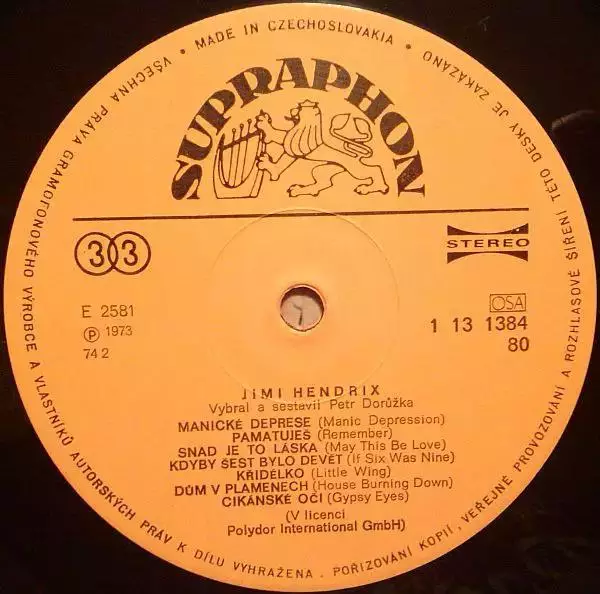 VŠECHNA PRÁVA GRAMOFONOVÉHO VÝROBCE A VLASTNÍKŮ AUTORSKÝCH PRÁV K DÍLU VYHRAŽENA. POŘIZOVÁNÍ KOPIÍ, VEŘEJNÉ PROVOZOVÁNÍ A ROZHLASOVÉ ŠÍŘENÍ TÉTO DESKY JE ZAKÁZÁNO • MADE IN CZECHOSLOVAKIA •
SUPRAPHON
33
STEREO
E 2581
Ⓟ 1973
74 2
OSA
1 13 1384
80
JIMI HENDRIX
Vybral a sestavil Petr Dorůžka
MANICKÉ DEPRESE (Manic Depression)
PAMATUJEŠ (Remember)
SNAD JE TO LÁSKA (May This Be Love)
KDYBY ŠEST BYLO DEVĚT (If Six Was Nine)
KŘIDÉLKO (Little Wing)
DŮM V PLAMENECH (House Burning Down)
CIKÁNSKÉ OČI (Gypsy Eyes)
(V licenci
Polydor International GmbH)